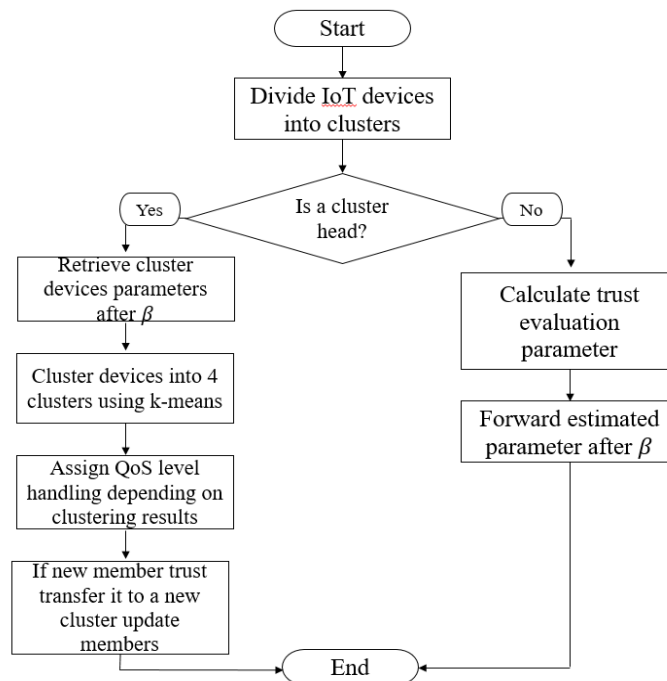 Start
Divide IoT devices
into clusters
Is a cluster
head?
Yes
No
Retrieve cluster
devices parameters
after β
Cluster devices into 4
clusters using k-means
Assign QoS level
handling depending on
clustering results
If new member trust
transfer it to a new
cluster update
members
Calculate trust
evaluation
parameter
Forward estimated
parameter after β
End